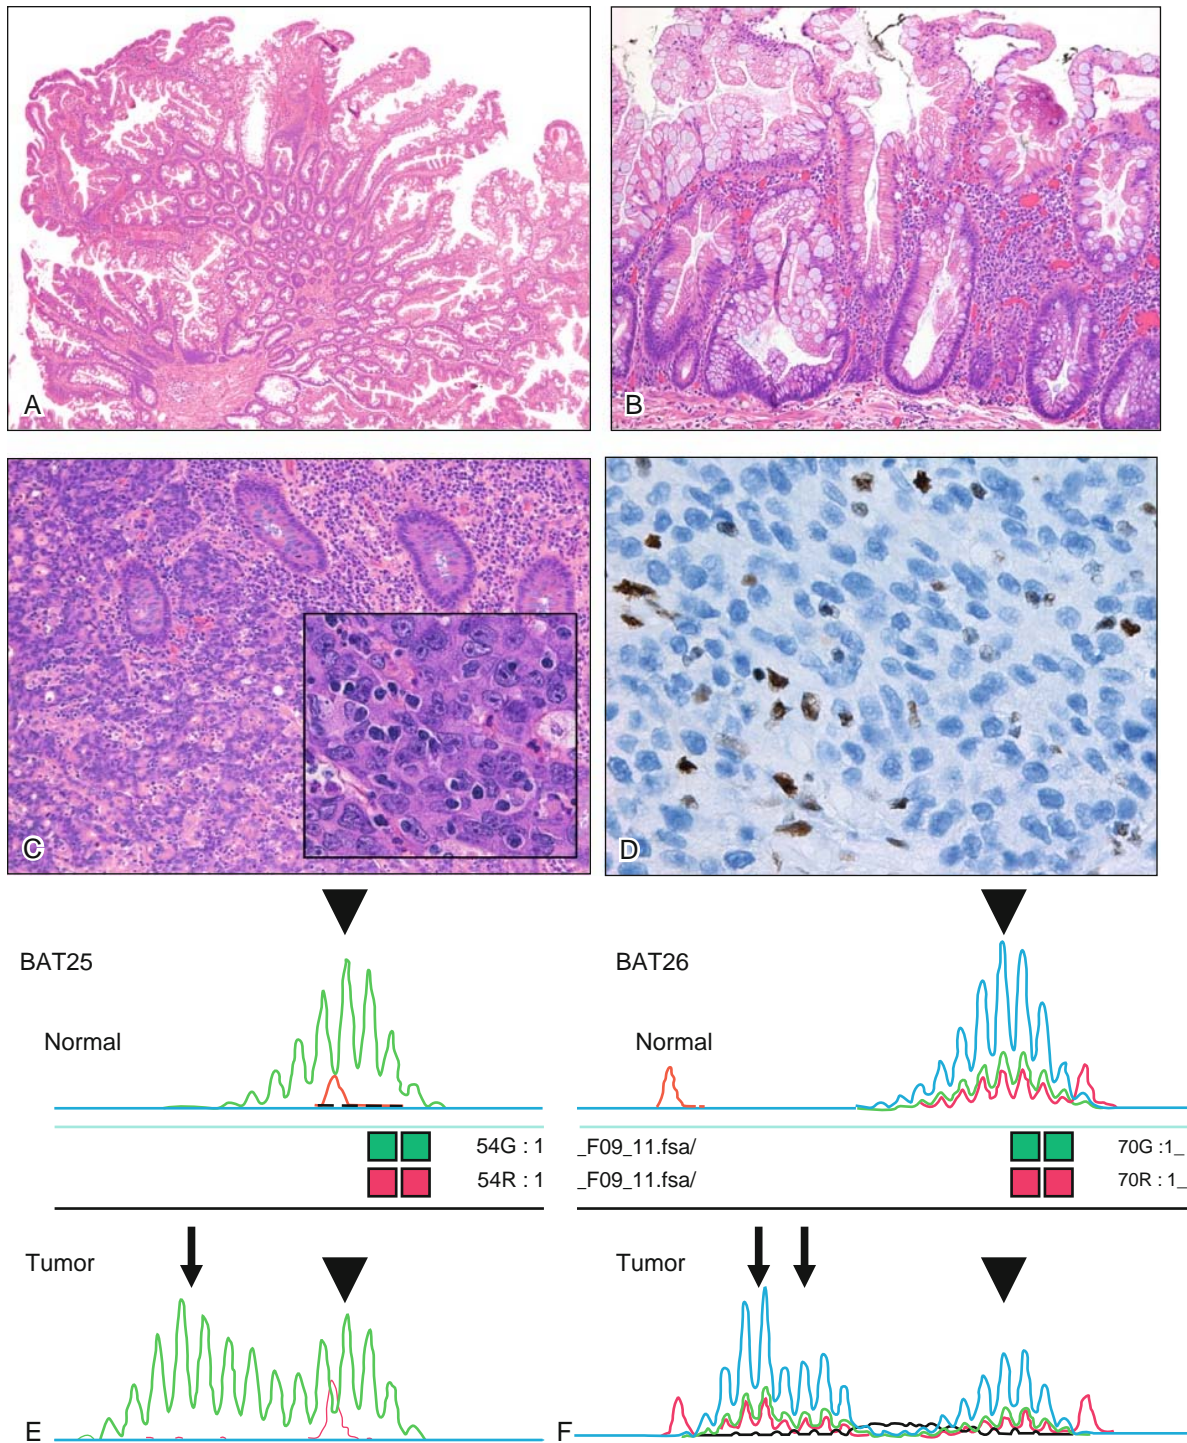 A
B
C
D
BAT25
BAT26
Normal
Normal
54G : 1
_F09_11.fsa/
70G :1_
54R : 1
_F09_11.fsa/
70R : 1_
Tumor
Tumor
E
F